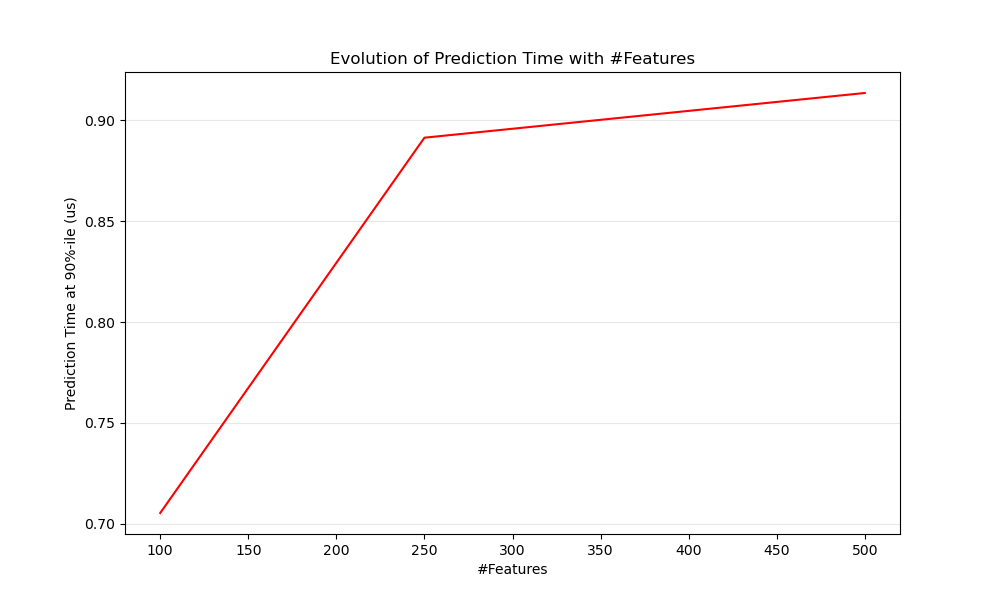 Evolution of Prediction Time with #Features
Prediction Time at 90%-ile (us)
0.90
0.85
0.80
0.75
0.70
100 150 200 250 300 350 400 450 500
#Features